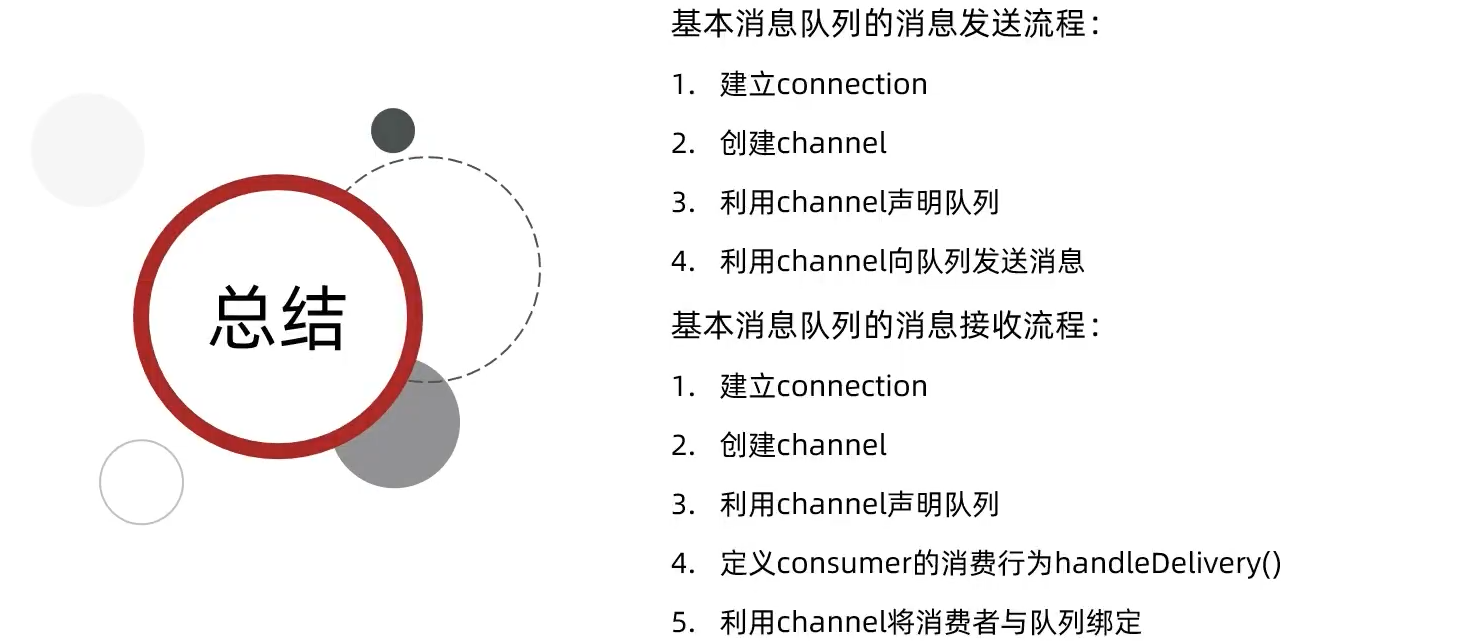 总结
基本消息队列的消息发送流程：
1. 建立connection
2. 创建channel
3. 利用channel声明队列
4. 利用channel向队列发送消息
基本消息队列的消息接收流程：
1. 建立connection
2. 创建channel
3. 利用channel声明队列
4. 定义consumer的消费行为handleDelivery()
5. 利用channel将消费者与队列绑定